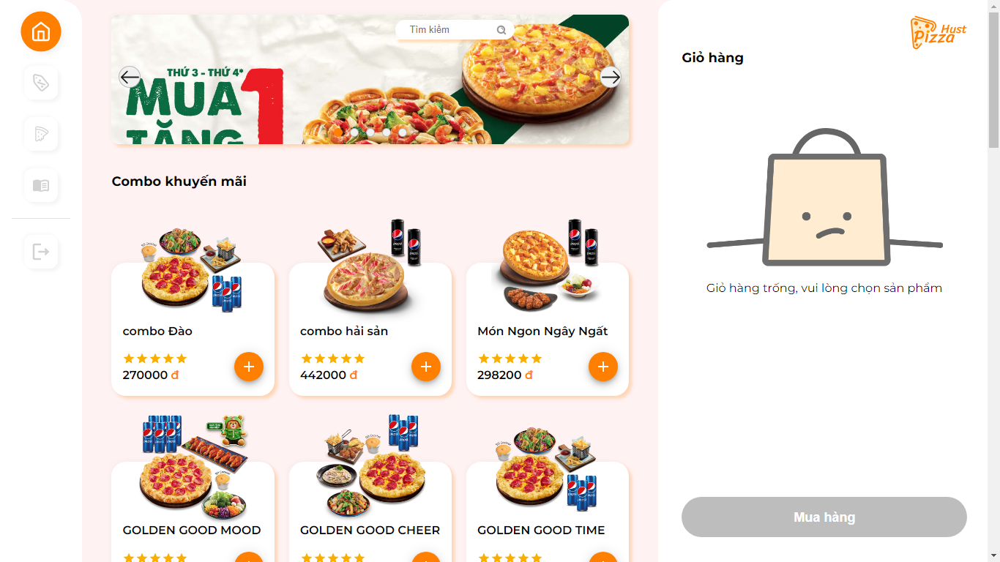 Tìm kiếm
THỨ 3 - THỨ 4*
MUA 1
TẶNG
Combo khuyến mãi
combo Đào
270000 đ
combo hải sản
442000 đ
Món Ngon Ngây Ngất
298200 đ
GOLDEN GOOD MOOD
GOLDEN GOOD CHEER
GOLDEN GOOD TIME
Hust
Pizza
Giỏ hàng
Giỏ hàng trống, vui lòng chọn sản phẩm
Mua hàng